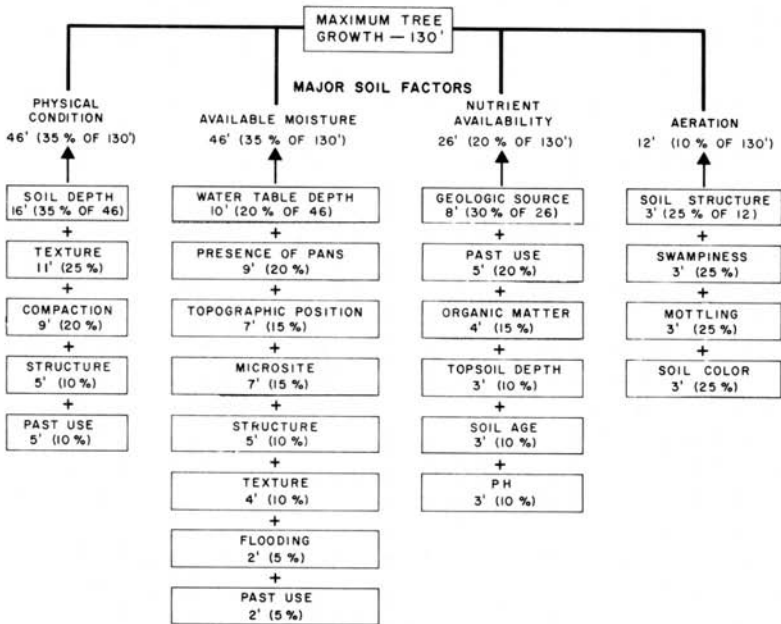 MAXIMUM TREE
GROWTH — 130'
MAJOR SOIL FACTORS
PHYSICAL
CONDITION
46' (35 % OF 130')
SOIL DEPTH
16' (35 % OF 46)
+
TEXTURE
11' (25 %)
+
COMPACTION
9' (20 %)
+
STRUCTURE
5' (10 %)
+
PAST USE
5' (10 %)
AVAILABLE MOISTURE
46' (35 % OF 130')
WATER TABLE DEPTH
10' (20 % OF 46)
+
PRESENCE OF PANS
9' (20 %)
+
TOPOGRAPHIC POSITION
7' (15 %)
+
MICROSITE
7' (15 %)
+
STRUCTURE
5' (10 %)
+
TEXTURE
4' (10 %)
+
FLOODING
2' (5 %)
+
PAST USE
2' (5 %)
NUTRIENT
AVAILABILITY
26' (20 % OF 130')
GEOLOGIC SOURCE
8' (30 % OF 26)
+
PAST USE
5' (20 %)
+
ORGANIC MATTER
4' (15 %)
+
TOPSOIL DEPTH
3' (10 %)
+
SOIL AGE
3' (10 %)
+
PH
3' (10 %)
AERATION
12' (10 % OF 130')
SOIL STRUCTURE
3' (25 % OF 12)
+
SWAMPINESS
3' (25 %)
+
MOTTLING
3' (25 %)
+
SOIL COLOR
3' (25 %)